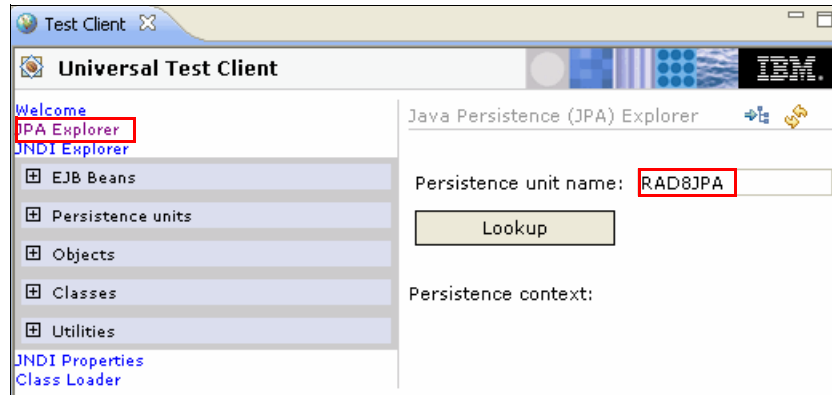 Test Client
Universal Test Client
IBM.
Welcome
JPA Explorer
JNDI Explorer
EJB Beans
Persistence units
Objects
Classes
Utilities
JNDI Properties
Class Loader
Java Persistence (JPA) Explorer
Persistence unit name: RAD8JPA
Lookup
Persistence context: